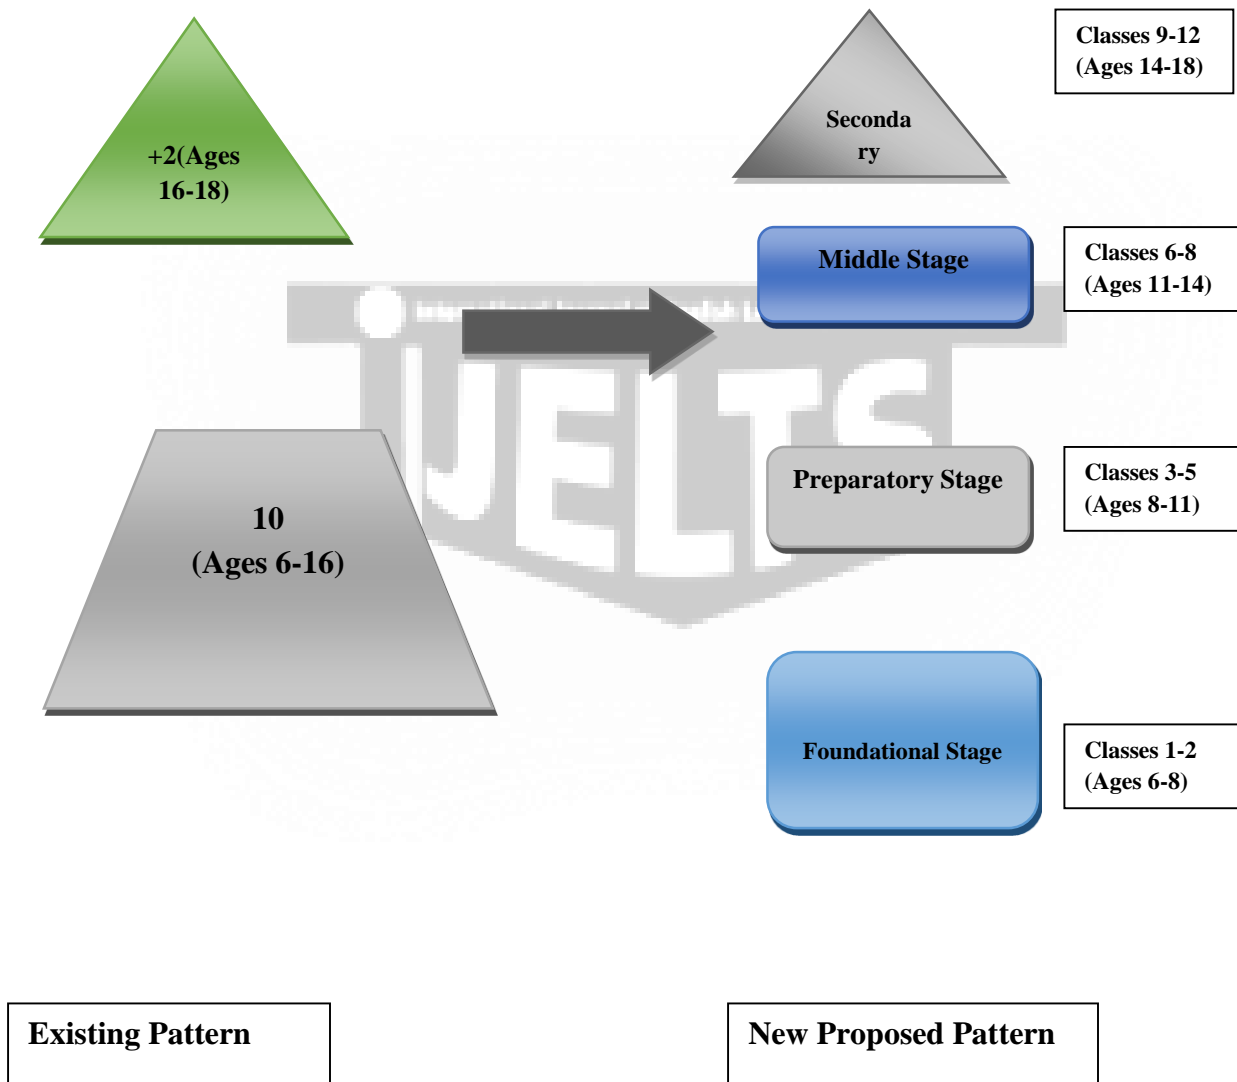 +2(Ages
16-18)
10
(Ages 6-16)
Seconda
ry
Classes 9-12
(Ages 14-18)
Middle Stage
Classes 6-8
(Ages 11-14)
Preparatory Stage
Classes 3-5
(Ages 8-11)
Foundational Stage
Classes 1-2
(Ages 6-8)
IJELTS
Existing Pattern
New Proposed Pattern